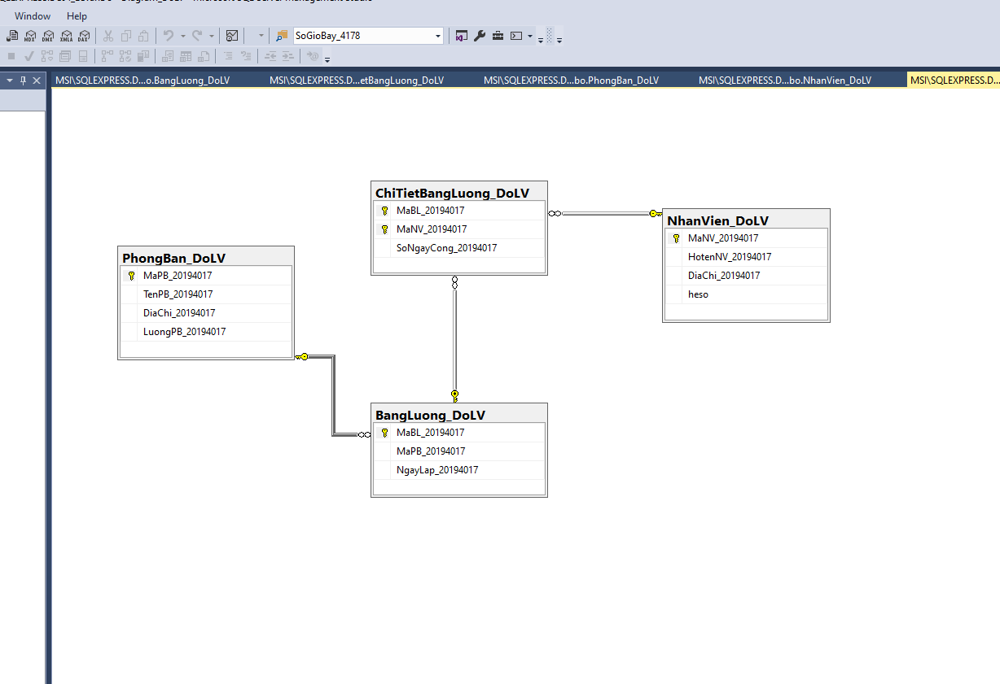 Window Help
MDX DMX XMLA DAX
SoGioBay_4178
MSI\SQLEXPRESS.D...o.BangLuong_DoLV MSI\SQLEXPRESS.D...etBangLuong_DoLV MSI\SQLEXPRESS.D...bo.PhongBan_DoLV MSI\SQLEXPRESS.D...bo.NhanVien_DoLV MSI\SQLEXPRESS.D...
ChiTietBangLuong_DoLV
MaBL_20194017
MaNV_20194017
SoNgayCong_20194017
NhanVien_DoLV
MaNV_20194017
HotenNV_20194017
DiaChi_20194017
heso
PhongBan_DoLV
MaPB_20194017
TenPB_20194017
DiaChi_20194017
LuongPB_20194017
BangLuong_DoLV
MaBL_20194017
MaPB_20194017
NgayLap_20194017